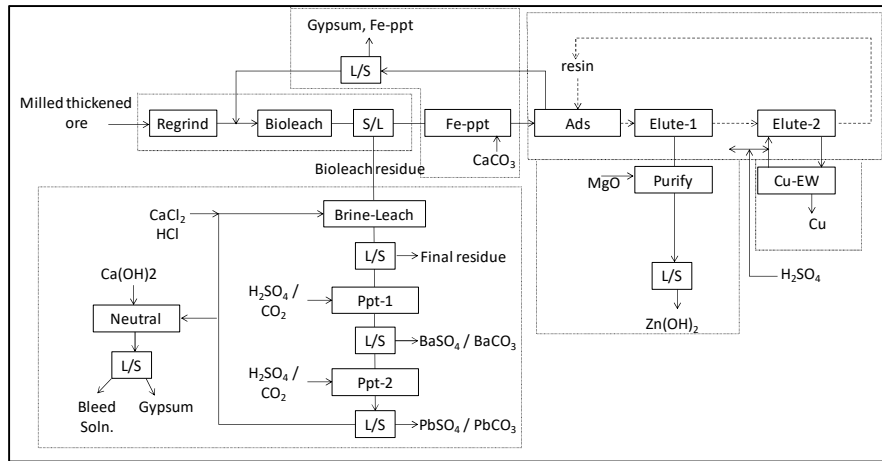 Gypsum, Fe-ppt
L/S
resin
Milled thickened
ore
Regrind
Bioleach
S/L
Fe-ppt
Ads
Elute-1
Elute-2
CaCO₃
Bioleach residue
MgO
Purify
Cu-EW
Cu
CaCl₂
HCl
Brine-Leach
L/S
Final residue
L/S
H₂SO₄
Zn(OH)₂
Ca(OH)2
H₂SO₄ /
CO₂
Ppt-1
Neutral
L/S
BaSO₄ / BaCO₃
L/S
H₂SO₄ /
CO₂
Ppt-2
Bleed
Soln.
Gypsum
L/S
PbSO₄ / PbCO₃